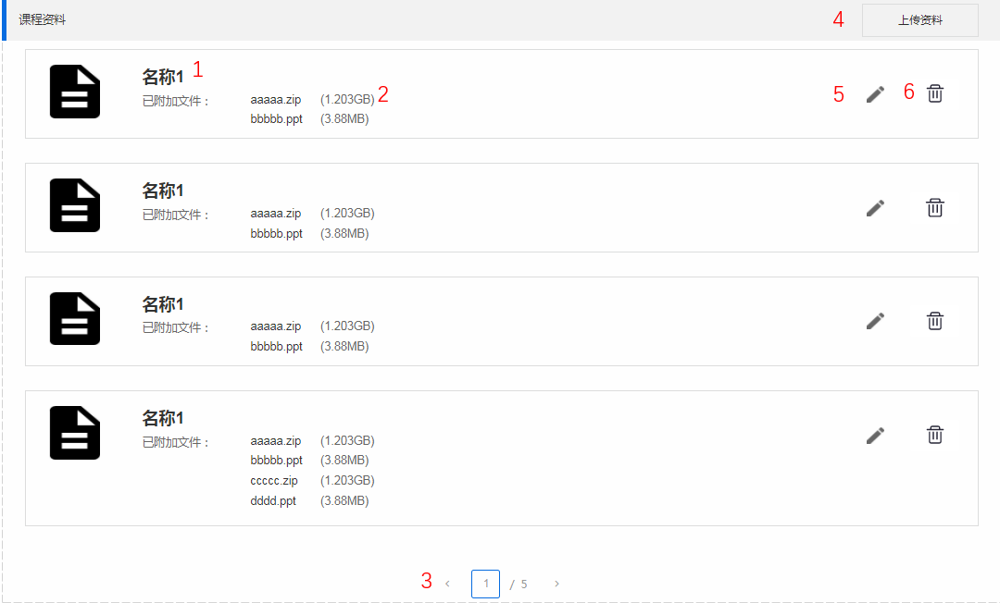 课程资料 4 上传资料
名称1 1
已附加文件： aaaaa.zip (1.203GB) 2
bbbbb.ppt (3.88MB)
5 6
名称1
已附加文件： aaaaa.zip (1.203GB)
bbbbb.ppt (3.88MB)
名称1
已附加文件： aaaaa.zip (1.203GB)
bbbbb.ppt (3.88MB)
名称1
已附加文件： aaaaa.zip (1.203GB)
bbbbb.ppt (3.88MB)
ccccc.zip (1.203GB)
dddd.ppt (3.88MB)
3 ‹ 1 / 5 ›